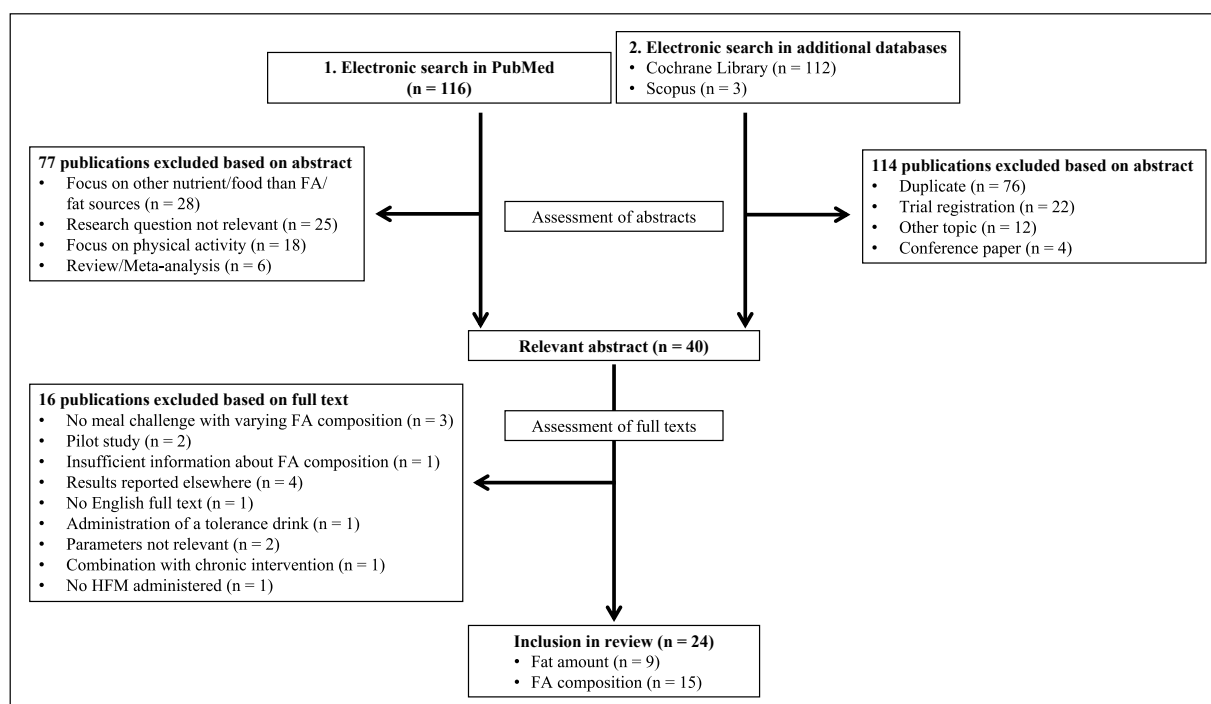 1. Electronic search in PubMed
(n = 116)
2. Electronic search in additional databases
• Cochrane Library (n = 112)
• Scopus (n = 3)
77 publications excluded based on abstract
• Focus on other nutrient/food than FA/
fat sources (n = 28)
• Research question not relevant (n = 25)
• Focus on physical activity (n = 18)
• Review/Meta-analysis (n = 6)
Assessment of abstracts
114 publications excluded based on abstract
• Duplicate (n = 76)
• Trial registration (n = 22)
• Other topic (n = 12)
• Conference paper (n = 4)
Relevant abstract (n = 40)
16 publications excluded based on full text
• No meal challenge with varying FA composition (n = 3)
• Pilot study (n = 2)
• Insufficient information about FA composition (n = 1)
• Results reported elsewhere (n = 4)
• No English full text (n = 1)
• Administration of a tolerance drink (n = 1)
• Parameters not relevant (n = 2)
• Combination with chronic intervention (n = 1)
• No HFM administered (n = 1)
Assessment of full texts
Inclusion in review (n = 24)
• Fat amount (n = 9)
• FA composition (n = 15)